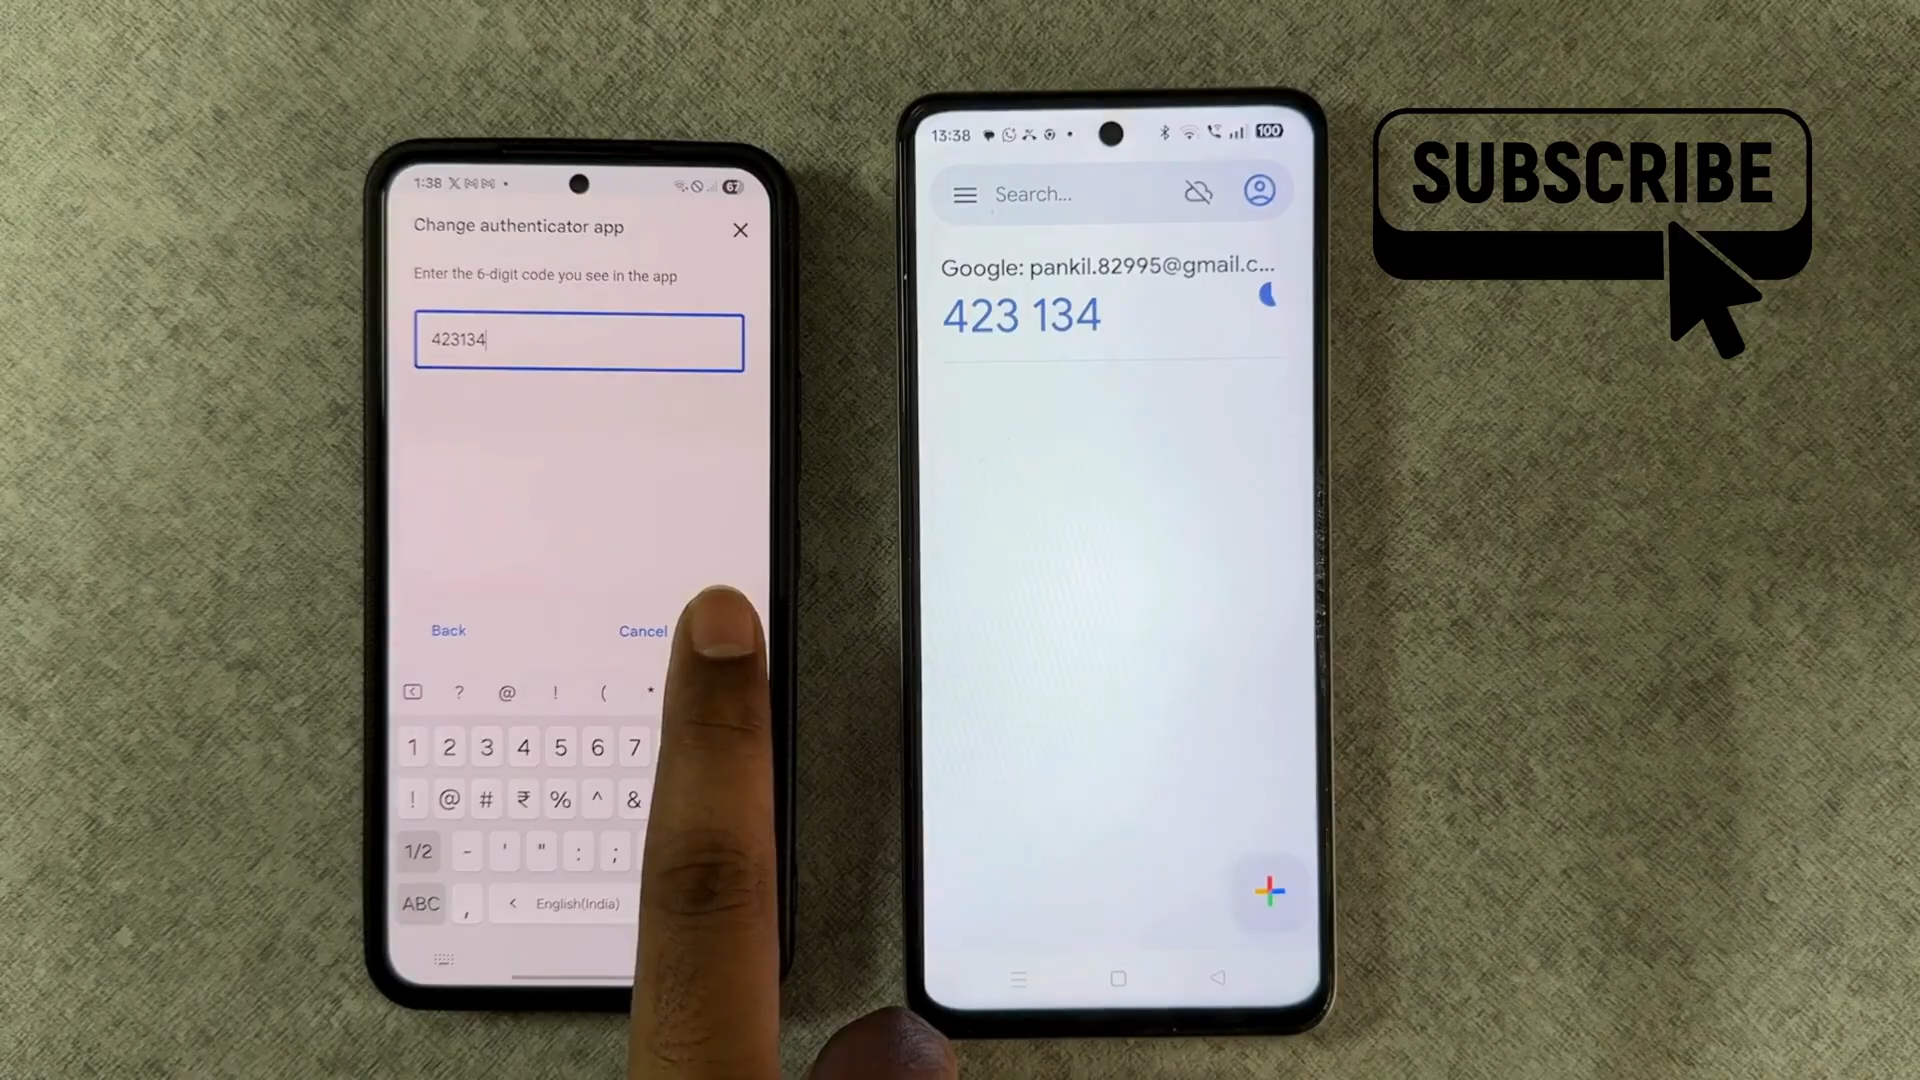 1:38
67
Change authenticator app
Enter the 6-digit code you see in the app
423134
Back
Cancel
? @ ! ( *
1 2 3 4 5 6 7
! @ # ₹ % ^ &
1/2 - ' " : ;
ABC , < English(India)
13:38
100
Search...
Google: pankil.82995@gmail.c...
423 134
SUBSCRIBE